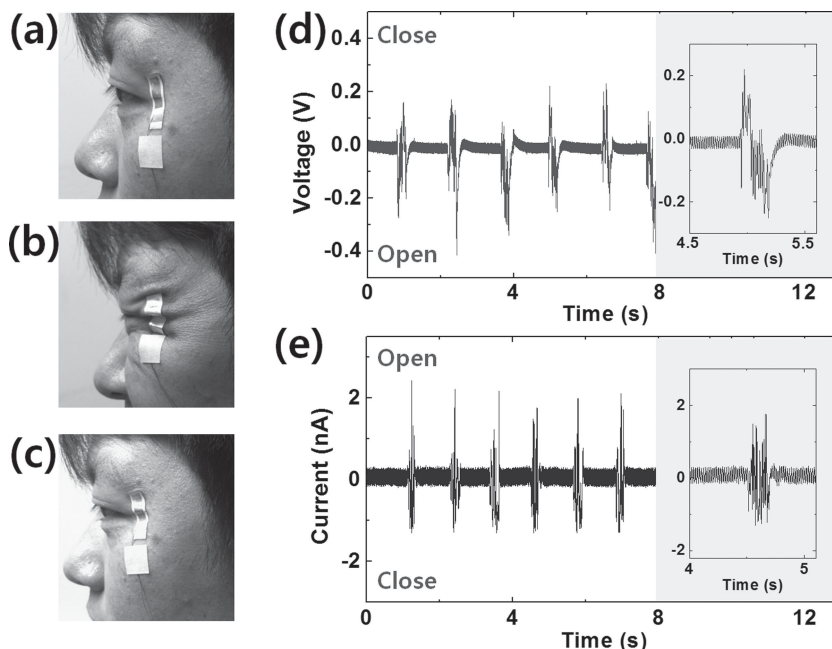 (a)
(b)
(c)
(d)
Voltage (V)
0.4
0.2
0.0
-0.2
-0.4
Close
Open
0 4 8 12
Time (s)
0.2
0.0
-0.2
4.5 5.5
Time (s)
(e)
Current (nA)
2
0
-2
Open
Close
0 4 8 12
Time (s)
2
0
-2
4 5
Time (s)